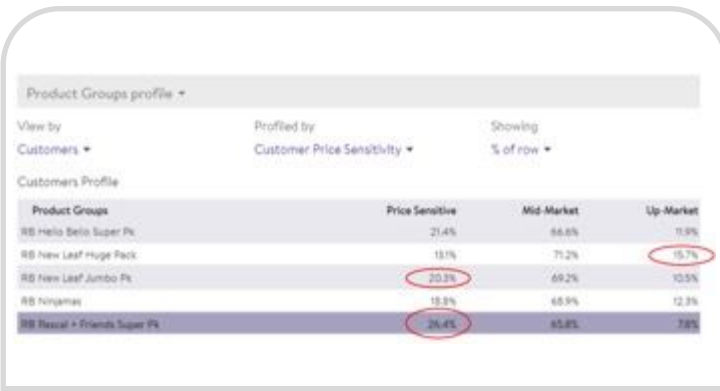 Product Groups profile
View by Profiled by Showing
Customers Customer Price Sensitivity % of row
Customers Profile
Product Groups Price Sensitive Mid-Market Up-Market
RB Hello Bello Super Pk 21.4% 66.6% 11.9%
RB New Leaf Huge Pack 13.1% 71.2% 15.7%
RB New Leaf Jumbo Pk 20.3% 69.2% 10.5%
RB Ninjamas 18.8% 68.9% 12.3%
RB Rascal + Friends Super Pk 26.4% 65.8% 7.8%